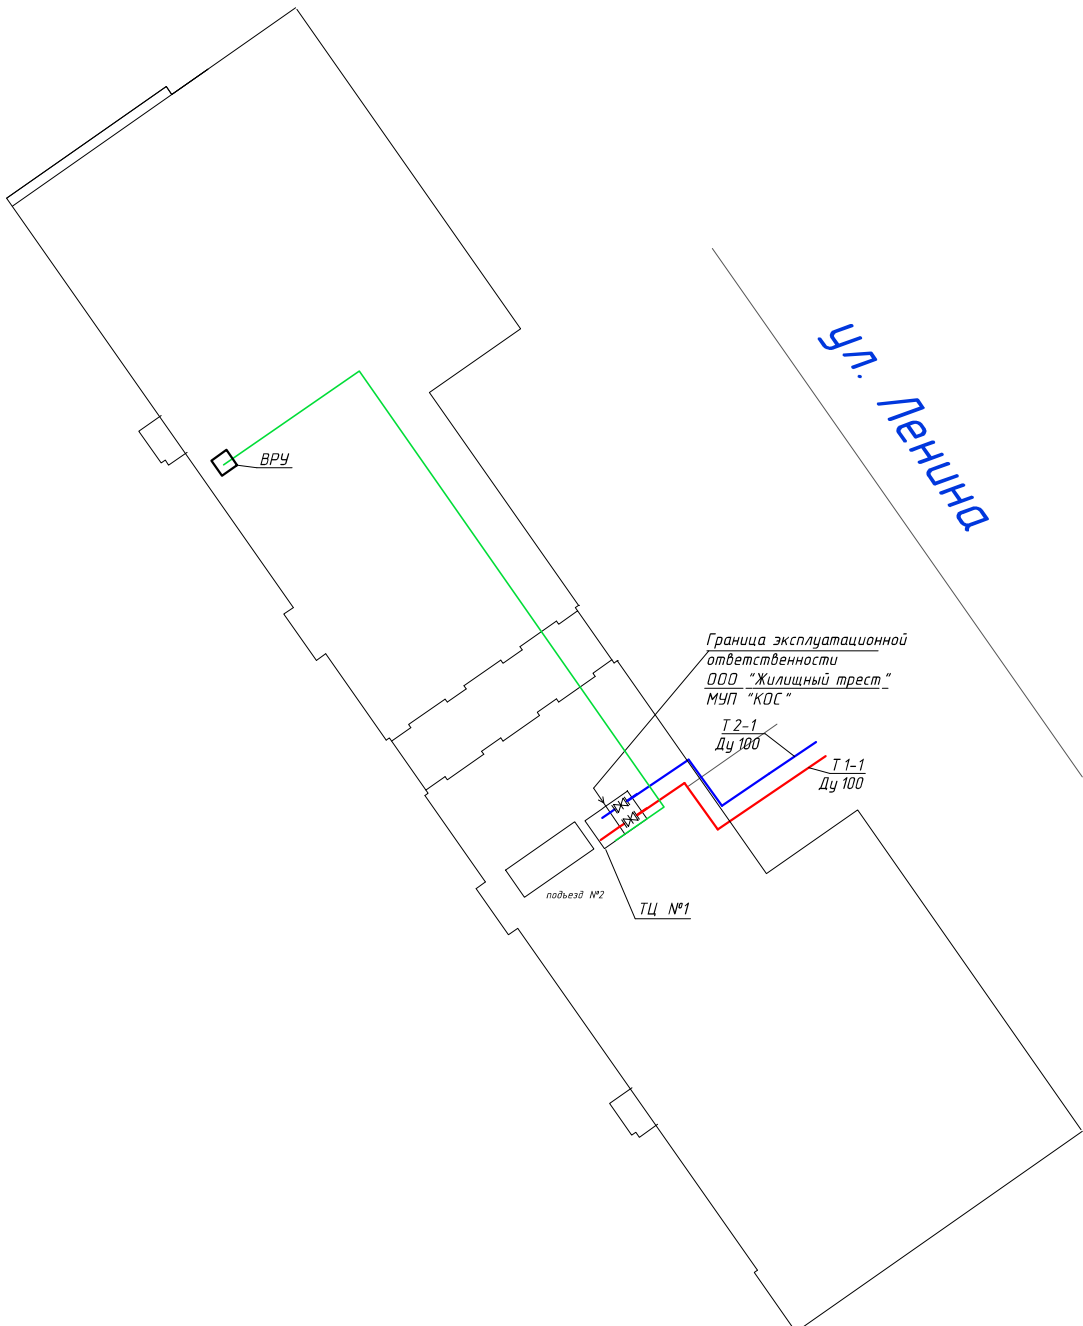 ул. Ленина
ВРУ
Граница эксплуатационной
ответственности
ООО "Жилищный трест"
МУП "КОС"
Т 2-1
Ду 100
Т 1-1
Ду 100
подъезд №2
ТЦ №1